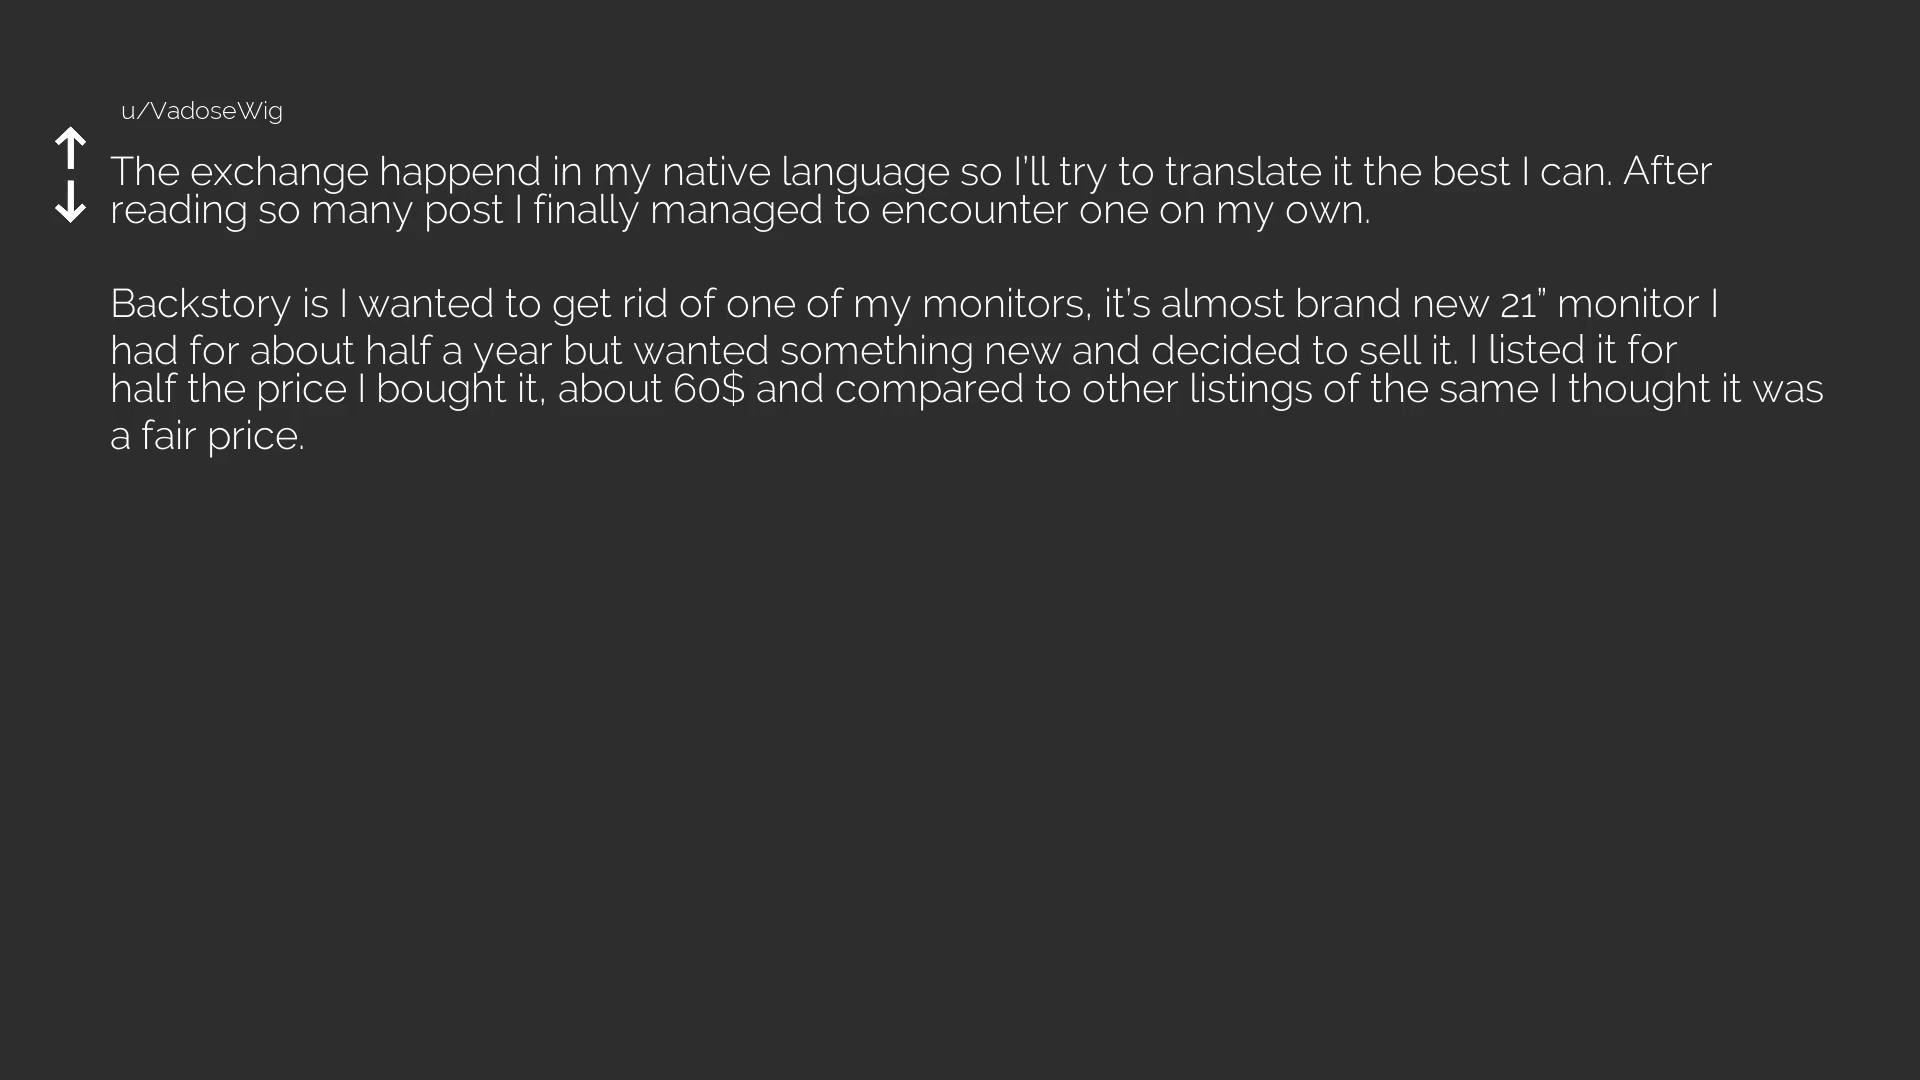 u/VadoseWig
The exchange happend in my native language so I’ll try to translate it the best I can. After
reading so many post I finally managed to encounter one on my own.
Backstory is I wanted to get rid of one of my monitors, it’s almost brand new 21” monitor I
had for about half a year but wanted something new and decided to sell it. I listed it for
half the price I bought it, about 60$ and compared to other listings of the same I thought it was
a fair price.